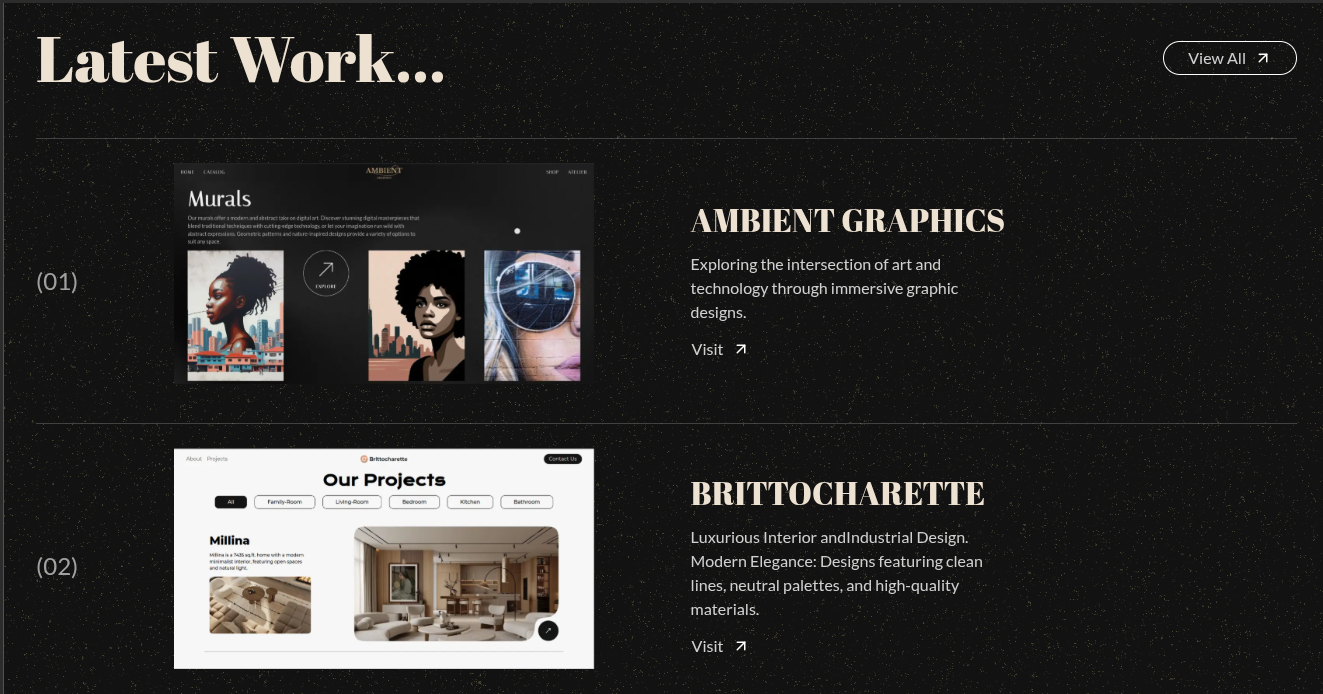 Latest Work...
View All
(01)
HOME CATALOG
AMBIENT
SHOP ATELIER
Murals
Our murals offer a modern and abstract take on digital art. Discover stunning digital masterpieces that
blend traditional techniques with cutting-edge technology, or let your imagination run wild with
abstract expressions. Geometric patterns and nature-inspired designs provide a variety of options to
suit any space.
EXPLORE
AMBIENT GRAPHICS
Exploring the intersection of art and
technology through immersive graphic
designs.
Visit
(02)
About Projects
Brittocharette
Contact Us
Our Projects
All Family-Room Living-Room Bedroom Kitchen Bathroom
Millina
Millina is a 7435 sq.ft. home with a modern
minimalist interior, featuring open spaces
and natural light.
BRITTOCHARETTE
Luxurious Interior andIndustrial Design.
Modern Elegance: Designs featuring clean
lines, neutral palettes, and high-quality
materials.
Visit